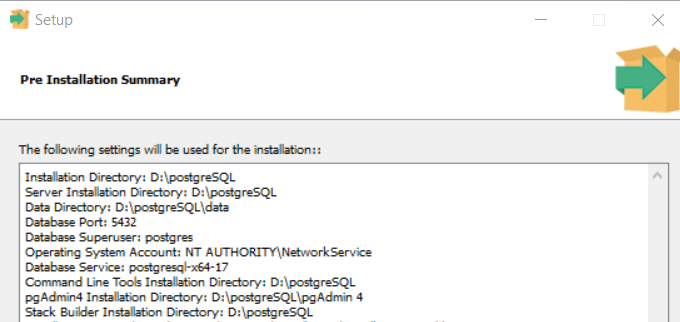 Setup
Pre Installation Summary
The following settings will be used for the installation::
Installation Directory: D:\postgreSQL
Server Installation Directory: D:\postgreSQL
Data Directory: D:\postgreSQL\data
Database Port: 5432
Database Superuser: postgres
Operating System Account: NT AUTHORITY\NetworkService
Database Service: postgresql-x64-17
Command Line Tools Installation Directory: D:\postgreSQL
pgAdmin4 Installation Directory: D:\postgreSQL\pgAdmin 4
Stack Builder Installation Directory: D:\postgreSQL